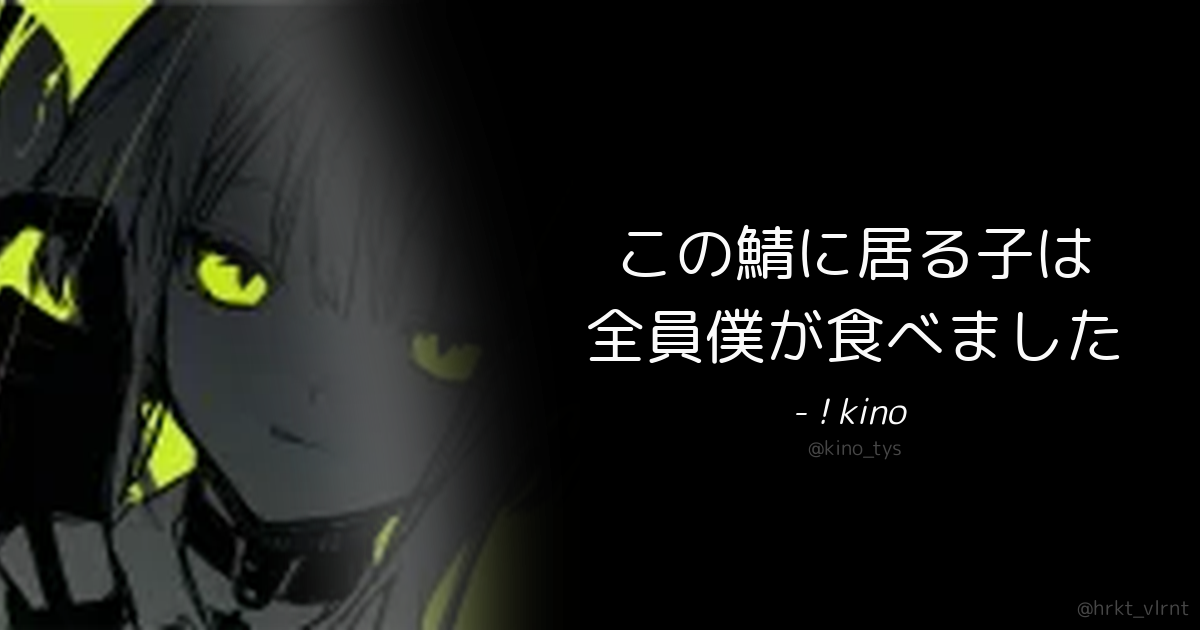 この鯖に居る子は
全員僕が食べました
- ! kino
@kino_tys
@hrkt_vlrnt